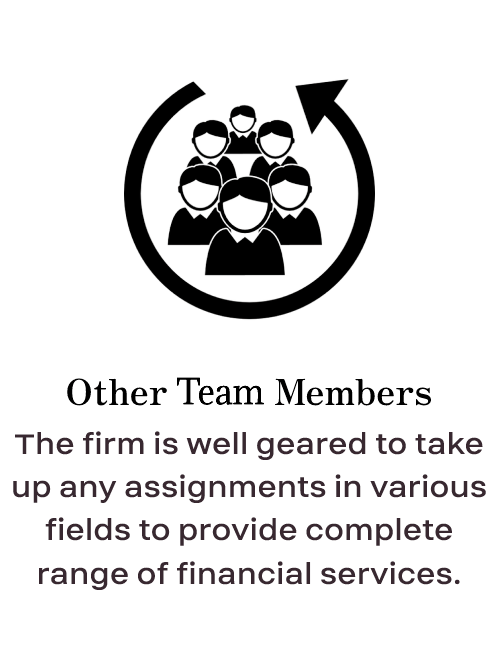 Other Team Members
The firm is well geared to take
up any assignments in various
fields to provide complete
range of financial services.